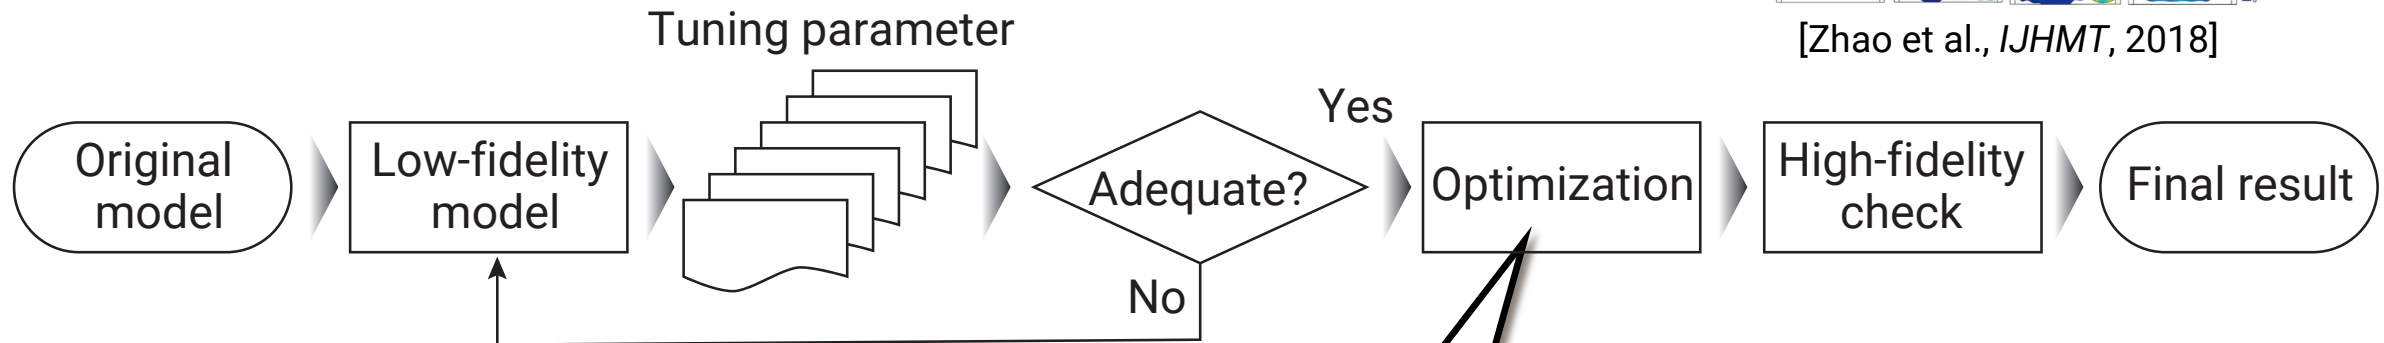 Tuning parameter
[Zhao et al., IJHMT, 2018]
Yes
Original
model
Low-fidelity
model
Adequate?
Optimization
High-fidelity
check
Final result
No